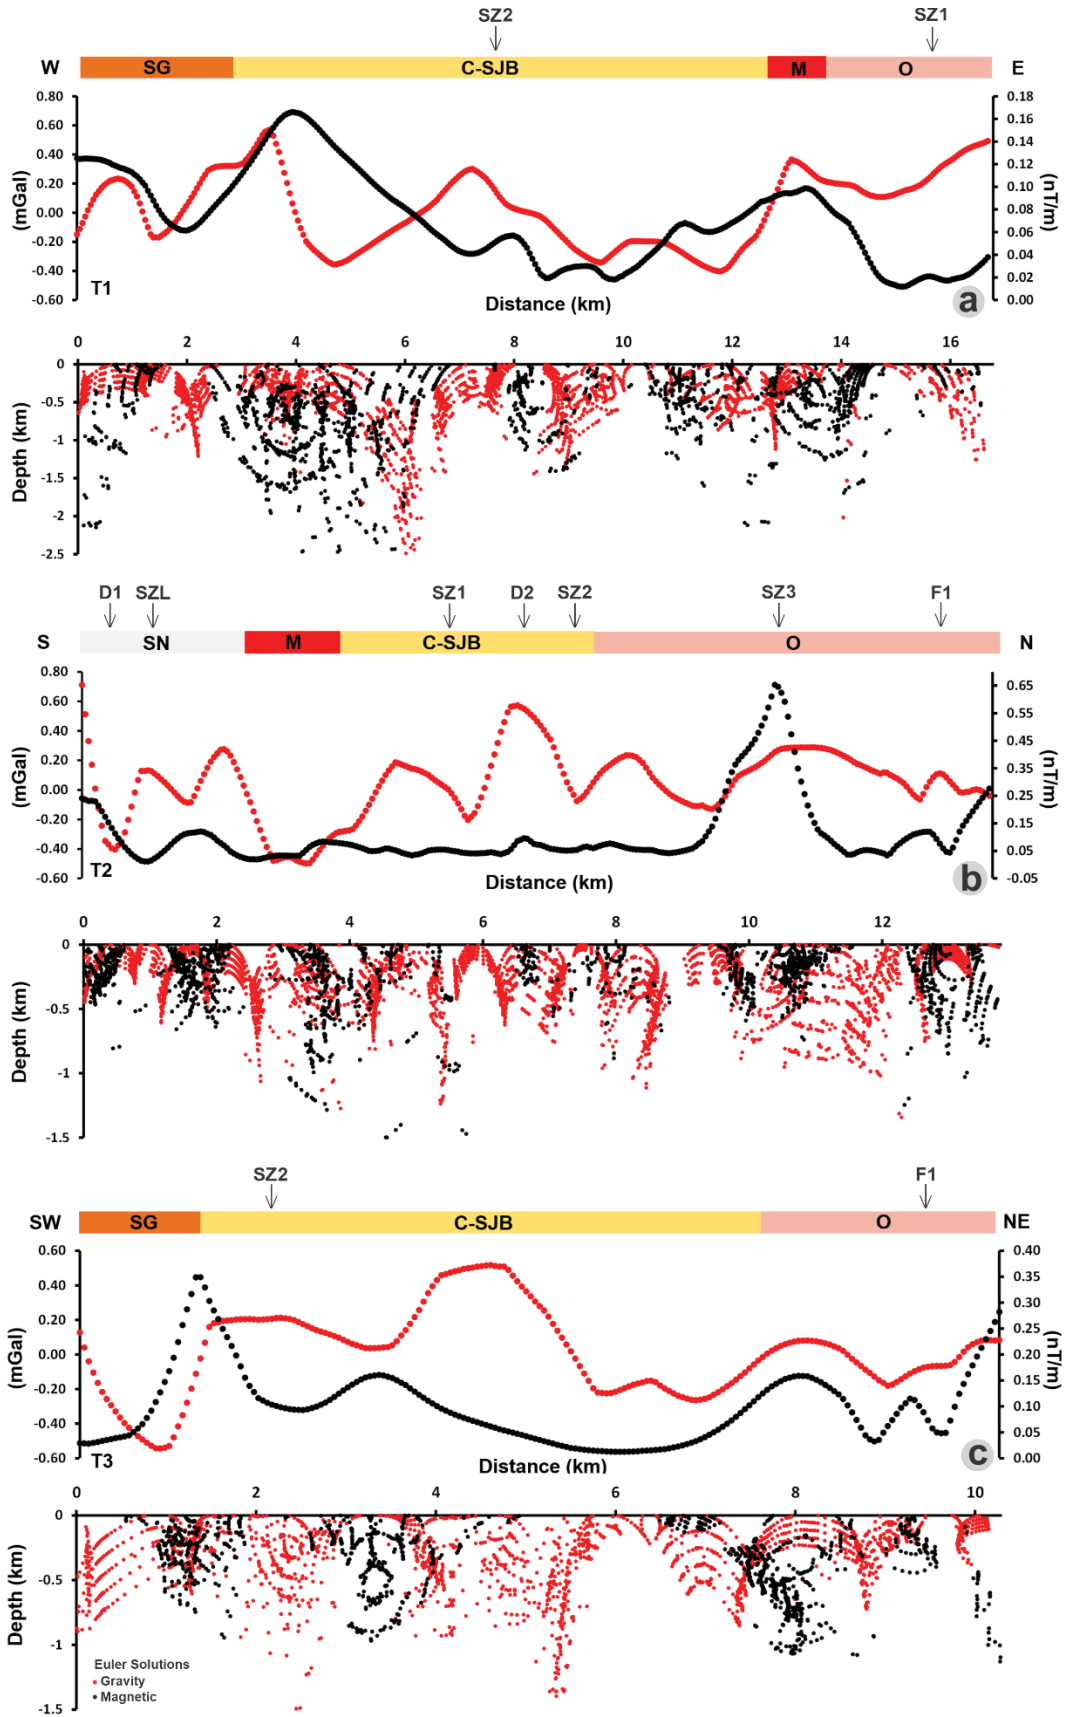 SZ2 SZ1
W SG C-SJB M O E
0.80 0.18
0.60 0.16
0.40 0.14
0.20 0.12
0.00 0.10
-0.20 0.08
-0.40 0.06
-0.60 0.04
0.02
0.00
(mGal)
(nT/m)
T1
Distance (km)
a
0 2 4 6 8 10 12 14 16
0
-0.5
-1
-1.5
-2
-2.5
Depth (km)
D1 SZL SZ1 D2 SZ2 SZ3 F1
S SN M C-SJB O N
0.80 0.65
0.60 0.55
0.40 0.45
0.20 0.35
0.00 0.25
-0.20 0.15
-0.40 0.05
-0.60 -0.05
(mGal)
(nT/m)
T2
Distance (km)
b
0 2 4 6 8 10 12
0
-0.5
-1
-1.5
Depth (km)
SZ2 F1
SW SG C-SJB O NE
0.60 0.40
0.40 0.35
0.20 0.30
0.00 0.25
-0.20 0.20
-0.40 0.15
-0.60 0.10
0.05
0.00
(mGal)
(nT/m)
T3
Distance (km)
c
0 2 4 6 8 10
0
-0.5
-1
-1.5
Depth (km)
Euler Solutions
Gravity
Magnetic